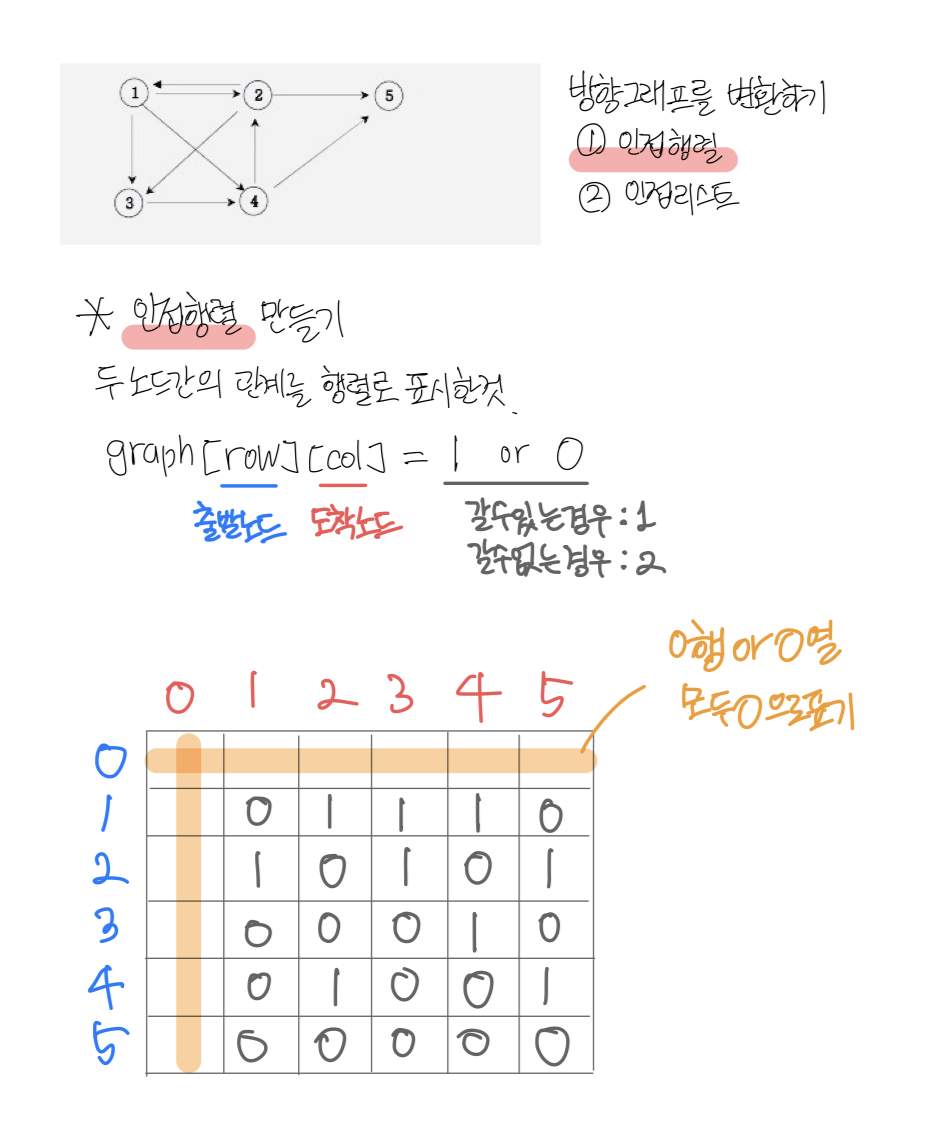 1 2 5
3 4
방향그래프를 변환하기
① 인접행렬
② 인접리스트
* 인접행렬 만들기
두 노드간의 관계를 행렬로 표시한것.
graph[row][col] = 1 or 0
출발노드 도착노드 갈수있는경우 : 1
갈수없는경우 : 2
0행 or 0열
모두 0으로표기
0 1 2 3 4 5
0
1 0 1 1 1 0
2 1 0 1 0 1
3 0 0 0 1 0
4 0 1 0 0 1
5 0 0 0 0 0